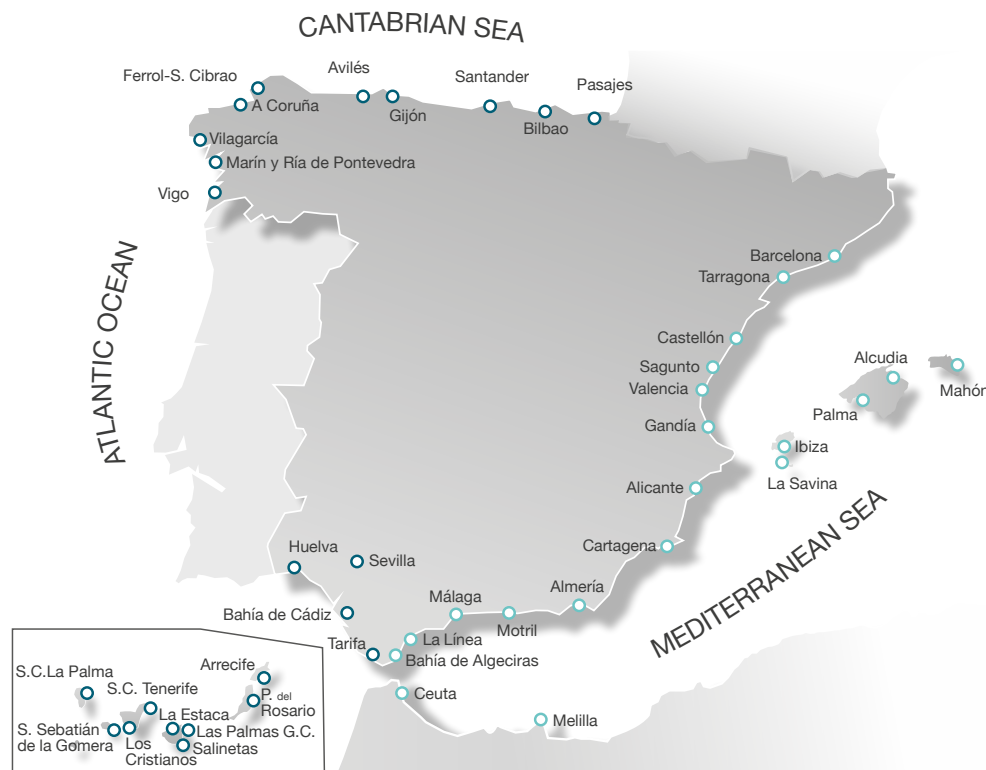 CANTABRIAN SEA
Ferrol-S. Cibrao
Avilés
Santander
Pasajes
A Coruña
Gijón
Bilbao
Vilagarcía
Marín y Ría de Pontevedra
Vigo
ATLANTIC OCEAN
Barcelona
Tarragona
Castellón
Sagunto
Valencia
Gandía
Alcudia
Mahón
Palma
Ibiza
La Savina
Alicante
Cartagena
MEDITERRANEAN SEA
Huelva
Sevilla
Almería
Málaga
Motril
Bahía de Cádiz
La Línea
Tarifa
Bahía de Algeciras
Ceuta
Melilla
Arrecife
S.C.La Palma
S.C. Tenerife
P. del
Rosario
La Estaca
S. Sebatián
de la Gomera
Las Palmas G.C.
Los
Cristianos
Salinetas